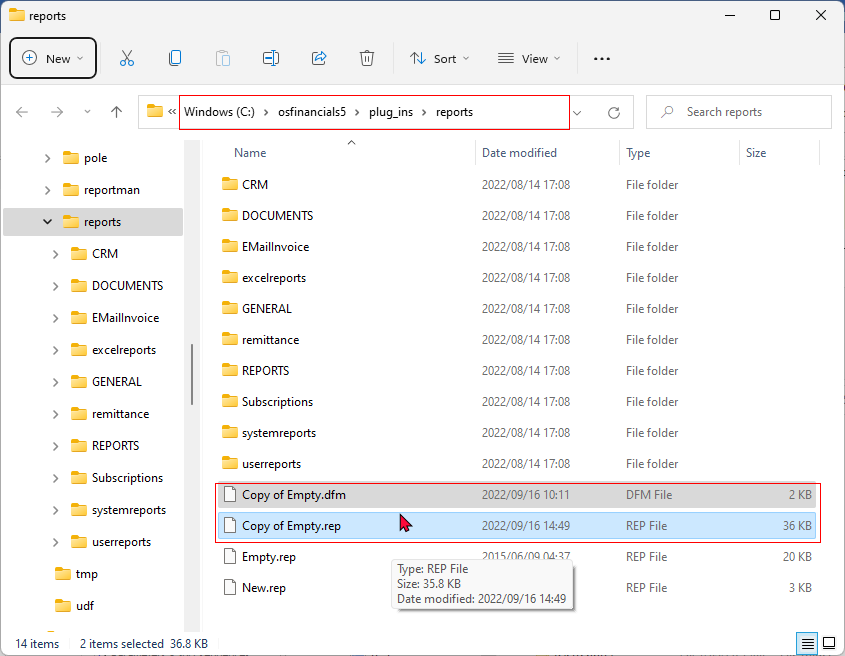 reports
New
Sort
View
« Windows (C:) > osfinancials5 > plug_ins > reports
Search reports
pole
reportman
reports
CRM
DOCUMENTS
EMailInvoice
excelreports
GENERAL
remittance
REPORTS
Subscriptions
systemreports
userreports
tmp
udf
Name Date modified Type Size
CRM 2022/08/14 17:08 File folder
DOCUMENTS 2022/08/14 17:08 File folder
EMailInvoice 2022/08/14 17:08 File folder
excelreports 2022/08/14 17:08 File folder
GENERAL 2022/08/14 17:08 File folder
remittance 2022/08/14 17:08 File folder
REPORTS 2022/08/14 17:08 File folder
Subscriptions 2022/08/14 17:08 File folder
systemreports 2022/08/14 17:08 File folder
userreports 2022/08/14 17:08 File folder
Copy of Empty.dfm 2022/09/16 10:11 DFM File 2 KB
Copy of Empty.rep 2022/09/16 14:49 REP File 36 KB
Empty.rep 2015/06/09 04:37 REP File 20 KB
New.rep REP File 3 KB
Type: REP File
Size: 35.8 KB
Date modified: 2022/09/16 14:49
14 items 2 items selected 36.8 KB